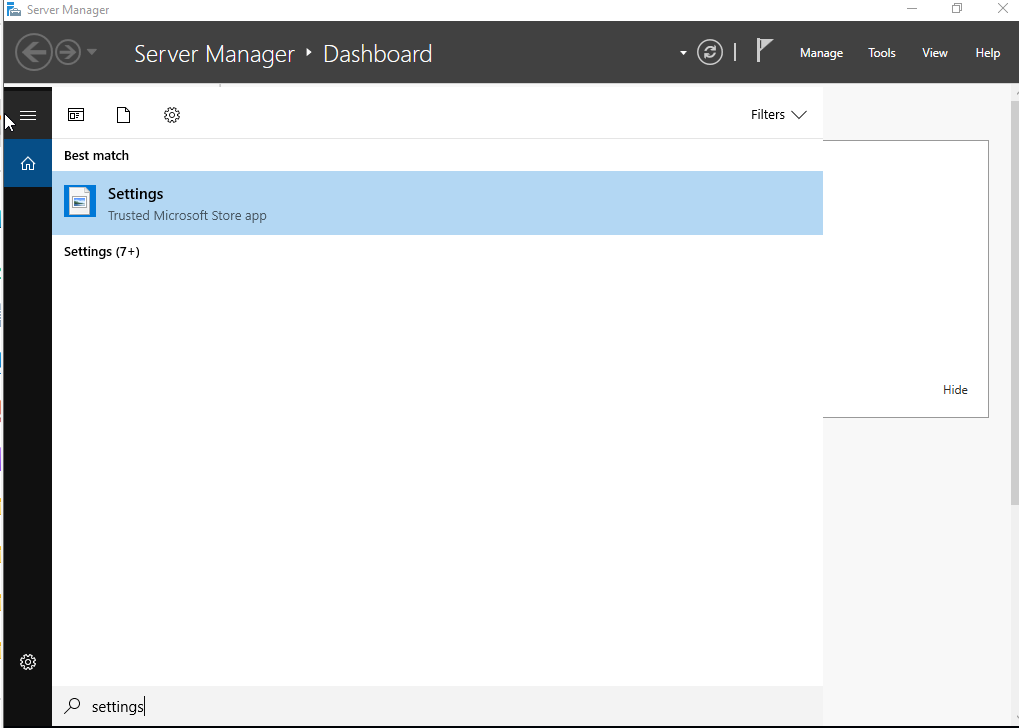 Server Manager
Server Manager ‣ Dashboard
Manage Tools View Help
Filters
Best match
Settings
Trusted Microsoft Store app
Settings (7+)
Hide
settings